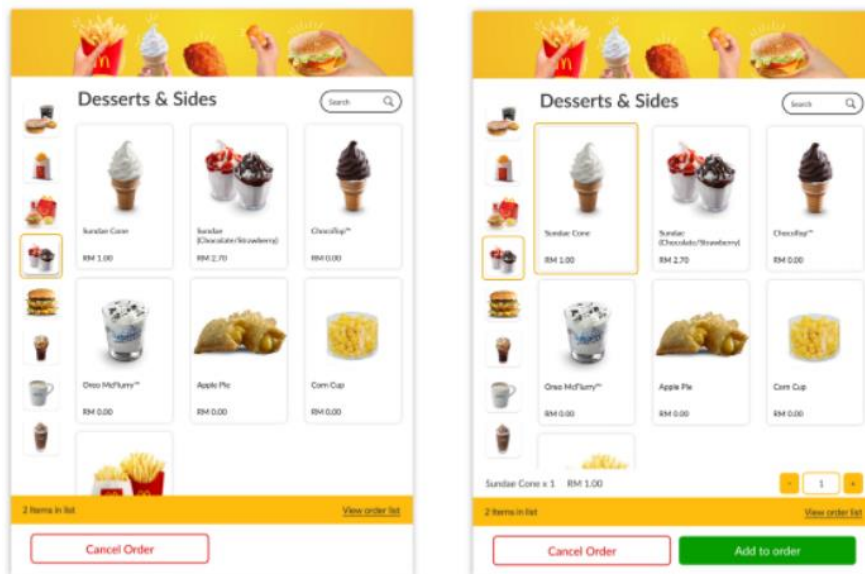 Desserts & Sides
Search
Sundae Cone
RM 1.00
Sundae
(Chocolate/Strawberry)
RM 2.70
ChocoTop™
RM 0.00
Oreo McFlurry™
RM 0.00
Apple Pie
RM 0.00
Corn Cup
RM 0.00
2 Items in list
View order list
Cancel Order
Desserts & Sides
Search
Sundae Cone
RM 1.00
Sundae
(Chocolate/Strawberry)
RM 2.70
ChocoTop™
RM 0.00
Oreo McFlurry™
RM 0.00
Apple Pie
RM 0.00
Corn Cup
RM 0.00
Sundae Cone x 1 RM 1.00
- 1 +
2 Items in list
View order list
Cancel Order
Add to order